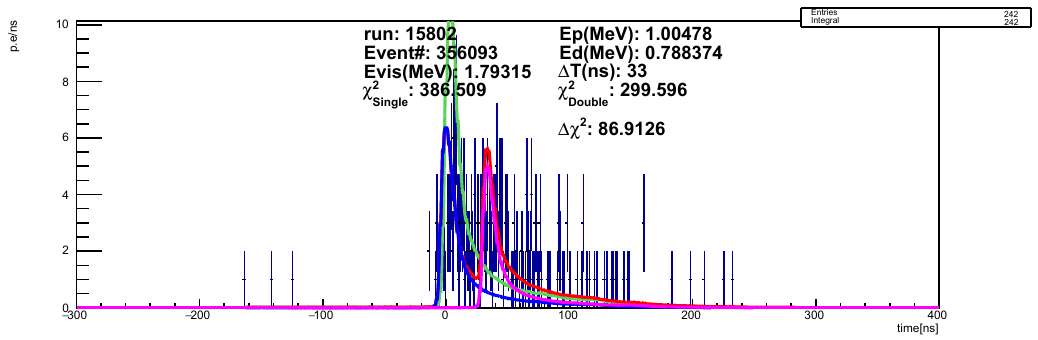 Entries 242
Integral 242
p.e/ns
run: 15802 Ep(MeV): 1.00478
Event#: 356093 Ed(MeV): 0.788374
Evis(MeV): 1.79315 ΔT(ns): 33
χ²Single: 386.509 χ²Double: 299.596
Δχ²: 86.9126
10
8
6
4
2
0
−300 −200 −100 0 100 200 300 400
time[ns]